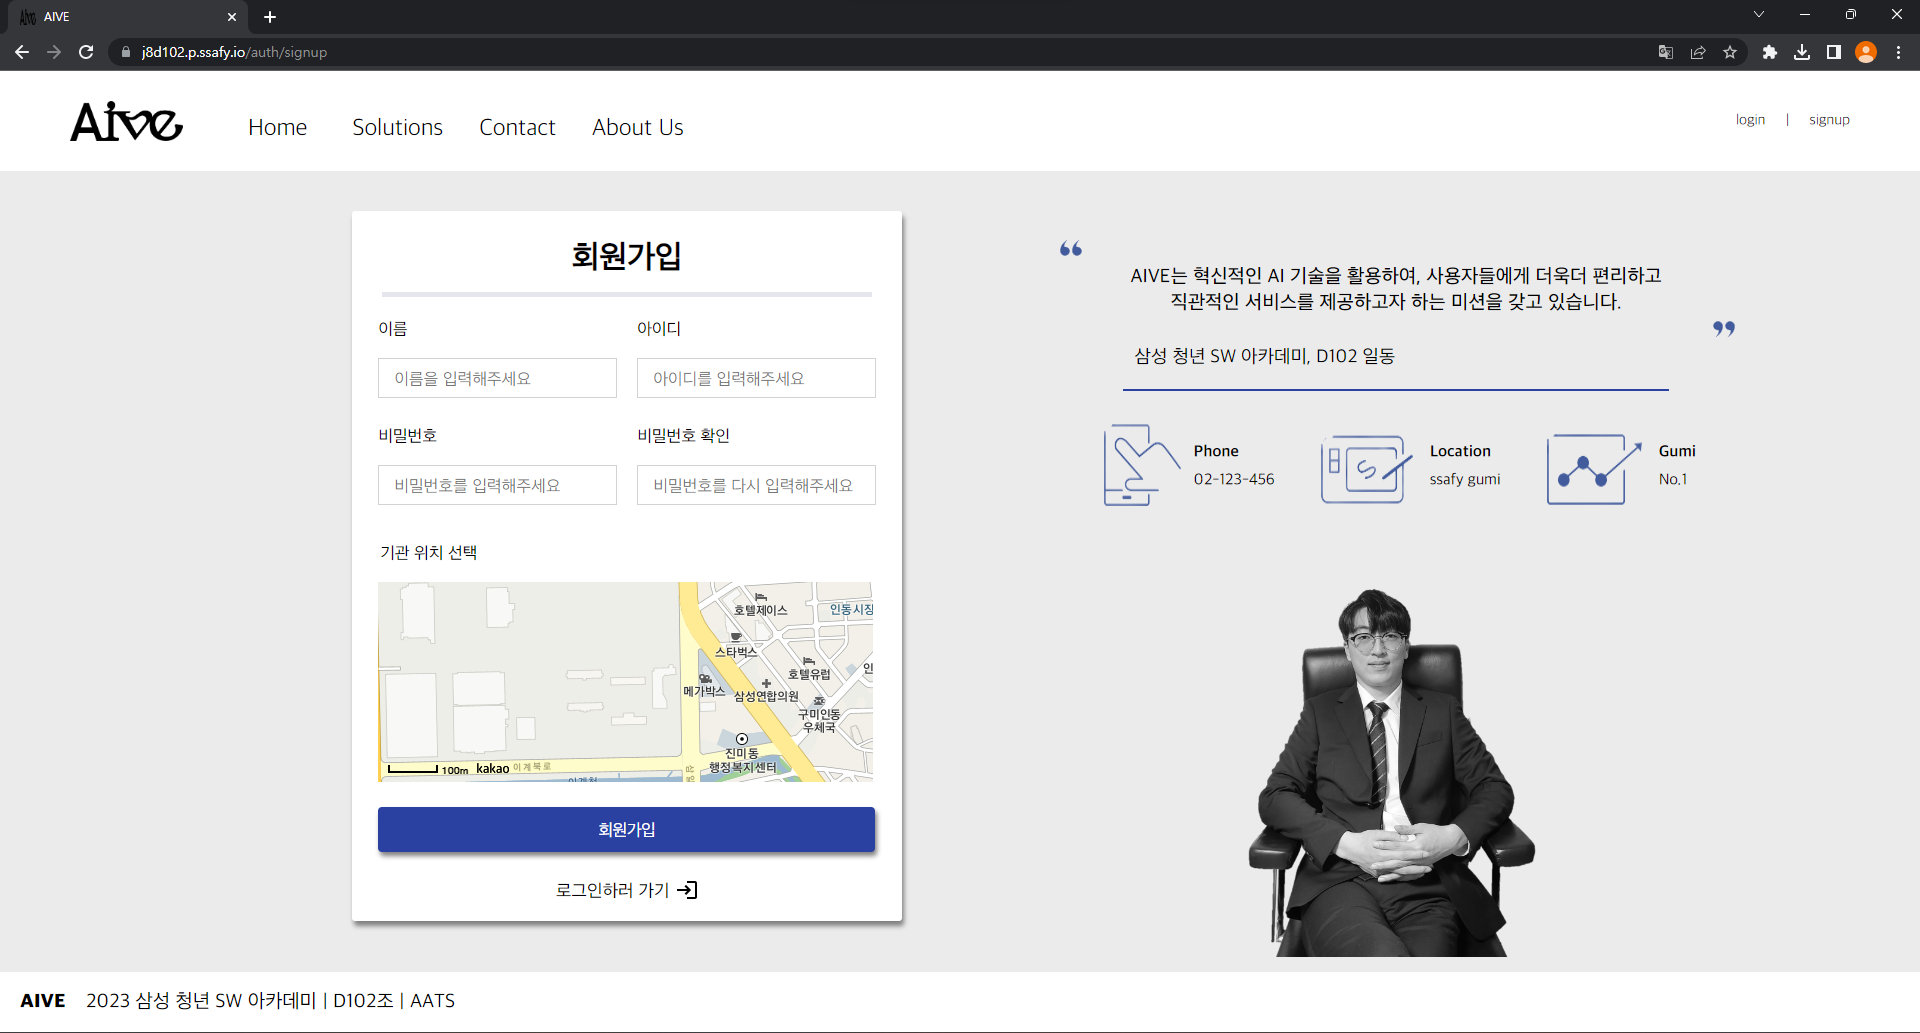 AIVE
j8d102.p.ssafy.io/auth/signup
Aive
Home
Solutions
Contact
About Us
login | signup
회원가입
이름
아이디
이름을 입력해주세요
아이디를 입력해주세요
비밀번호
비밀번호 확인
비밀번호를 입력해주세요
비밀번호를 다시 입력해주세요
기관 위치 선택
호텔제이스
인동시장
스타벅스
호텔유럽
인
메가박스
삼성연합의원
구미인동
우체국
진미동
행정복지센터
100m
kakao
이계북로
이계천
회원가입
로그인하러 가기
“
AIVE는 혁신적인 AI 기술을 활용하여, 사용자들에게 더욱더 편리하고
직관적인 서비스를 제공하고자 하는 미션을 갖고 있습니다.
”
삼성 청년 SW 아카데미, D102 일동
Phone
02-123-456
Location
ssafy gumi
Gumi
No.1
AIVE
2023 삼성 청년 SW 아카데미 | D102조 | AATS